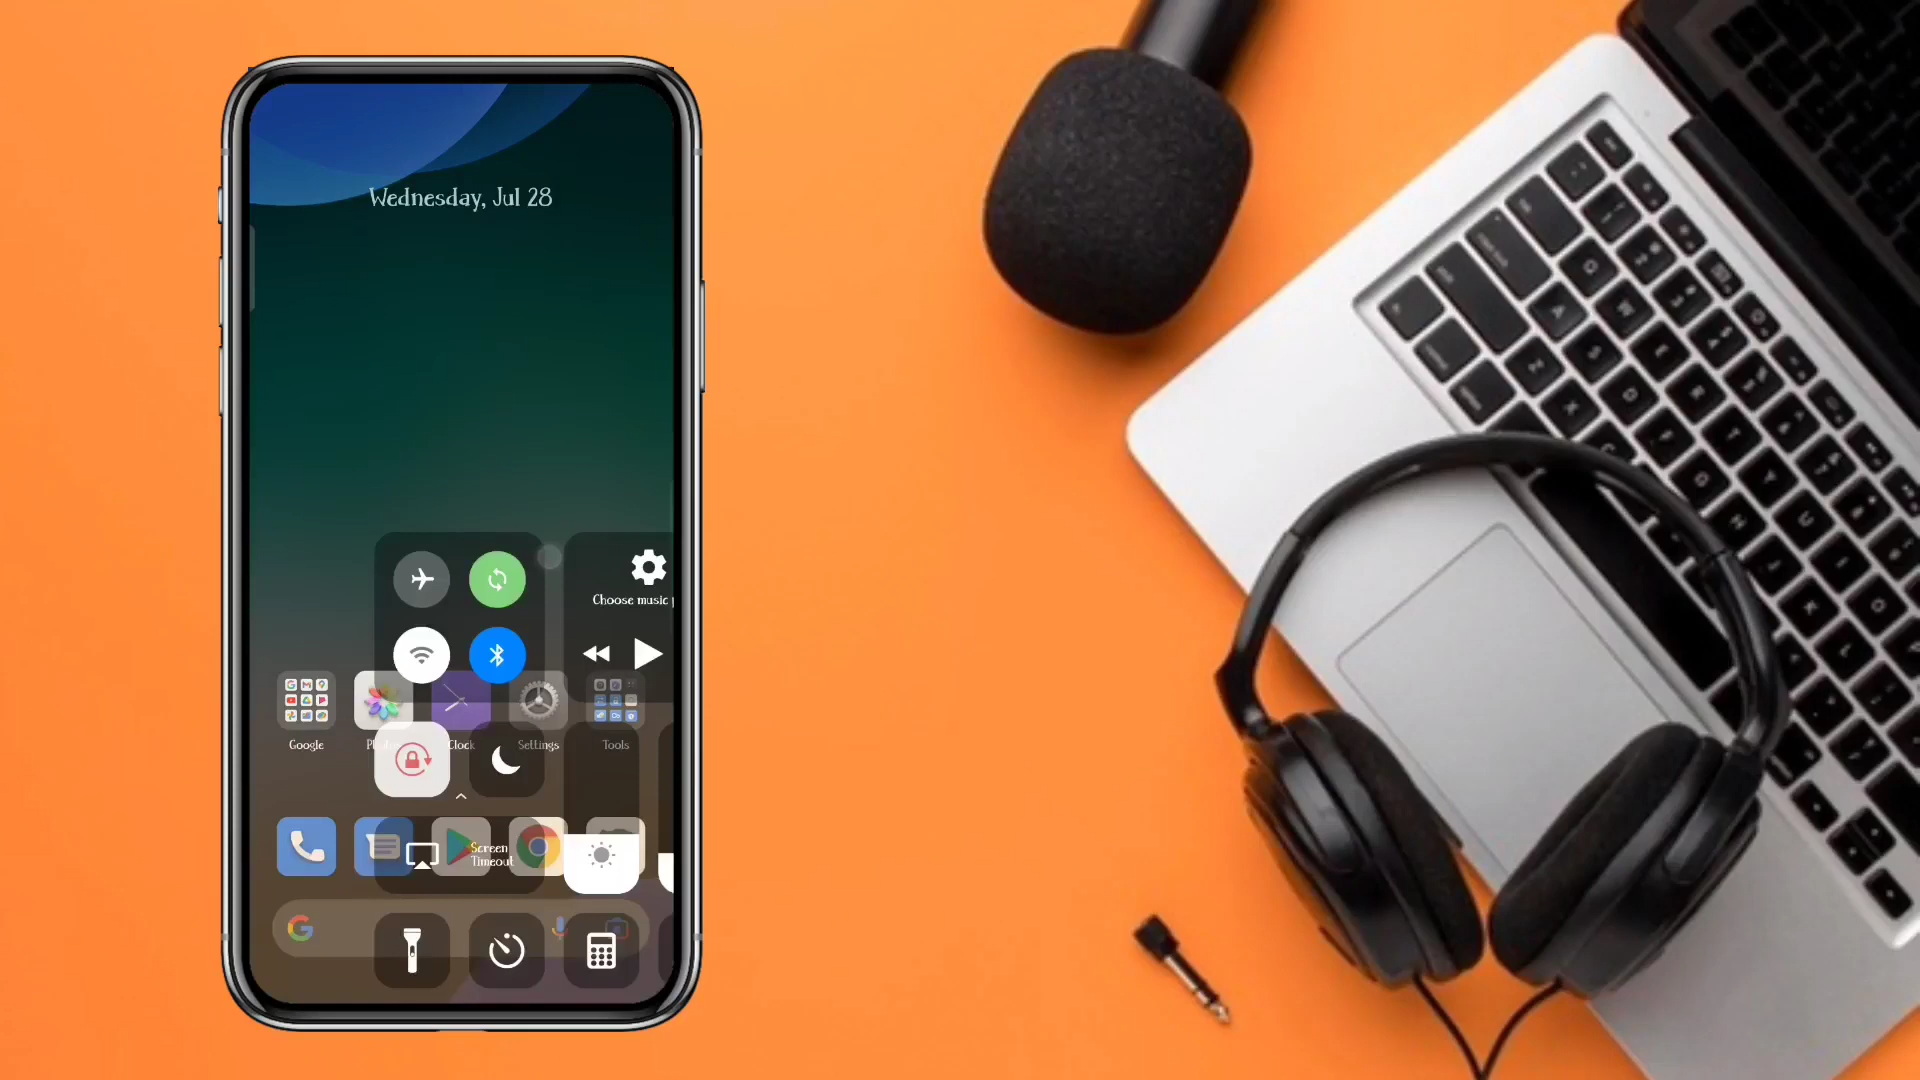 Wednesday, Jul 28
Choose music
Google
Clock
Settings
Tools
Screen
Timeout